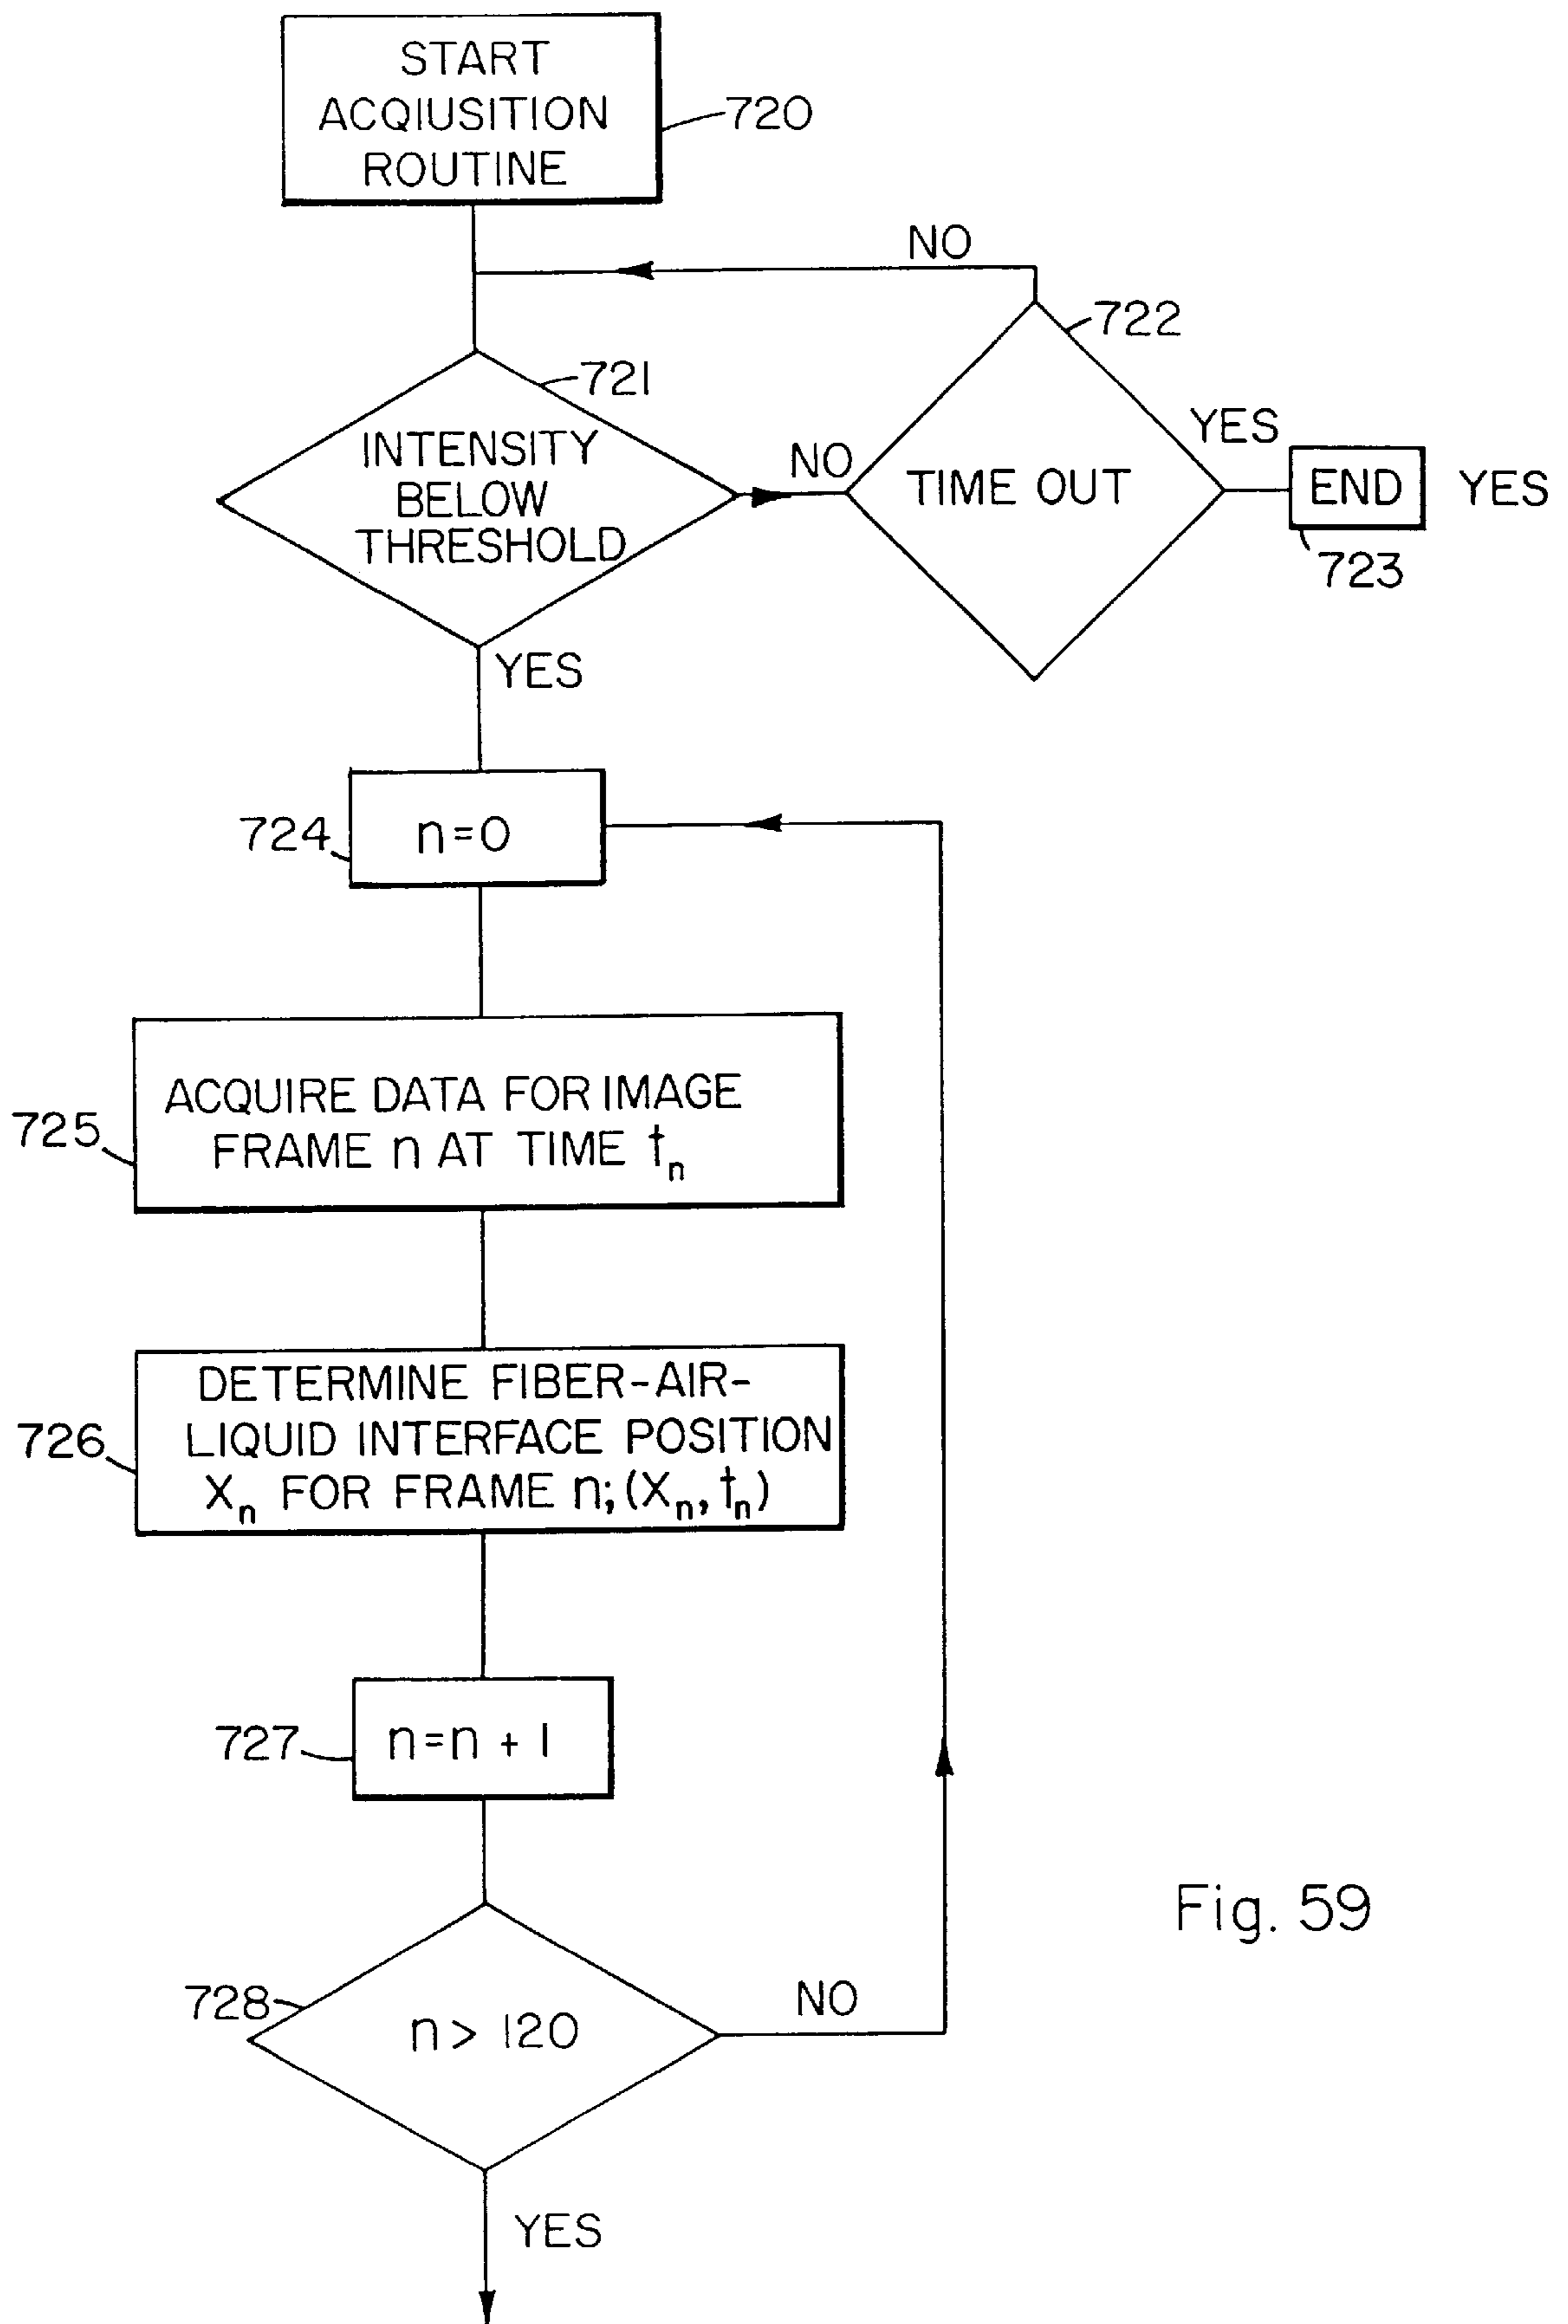 START
ACQIUSITION
ROUTINE
720
NO
722
721
INTENSITY
BELOW
THRESHOLD
NO
TIME OUT
YES
END
YES
723
YES
724
n=0
725
ACQUIRE DATA FOR IMAGE
FRAME n AT TIME tn
726
DETERMINE FIBER-AIR-
LIQUID INTERFACE POSITION
Xn FOR FRAME n; (Xn, tn)
727
n=n + 1
728
n > 120
NO
YES
Fig. 59